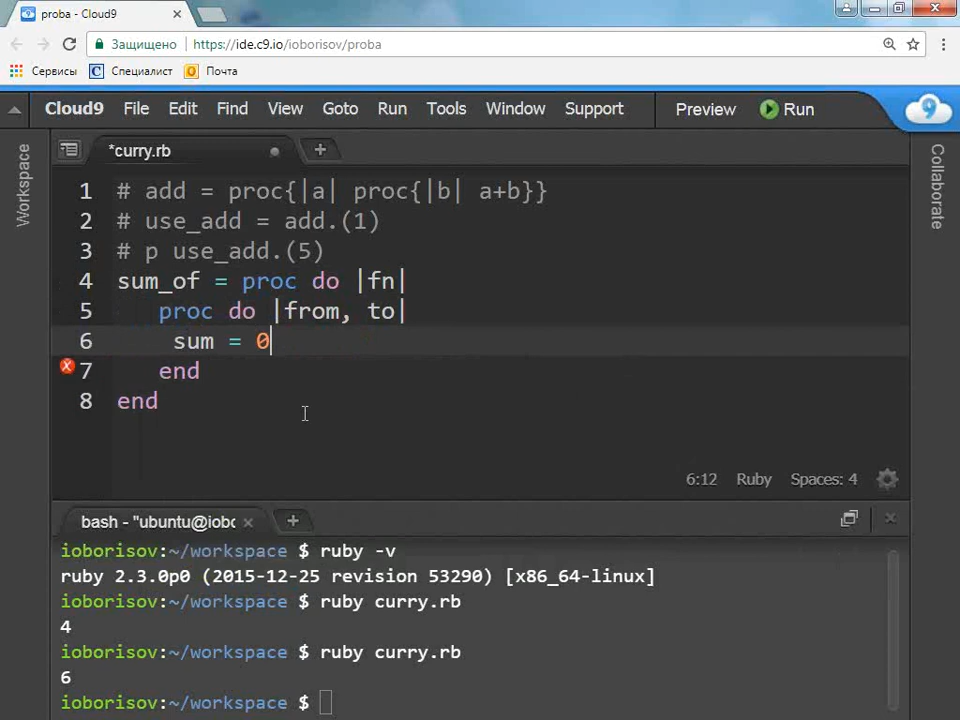 proba - Cloud9
Защищено https://ide.c9.io/ioborisov/proba
Сервисы C Специалист Почта
Cloud9 File Edit Find View Goto Run Tools Window Support Preview Run 9
Workspace
*curry.rb
Collaborate
1 # add = proc{|a| proc{|b| a+b}}
2 # use_add = add.(1)
3 # p use_add.(5)
4 sum_of = proc do |fn|
5 proc do |from, to|
6 sum = 0
7 end
8 end
6:12 Ruby Spaces: 4
bash - "ubuntu@iobo
ioborisov:~/workspace $ ruby -v
ruby 2.3.0p0 (2015-12-25 revision 53290) [x86_64-linux]
ioborisov:~/workspace $ ruby curry.rb
4
ioborisov:~/workspace $ ruby curry.rb
6
ioborisov:~/workspace $